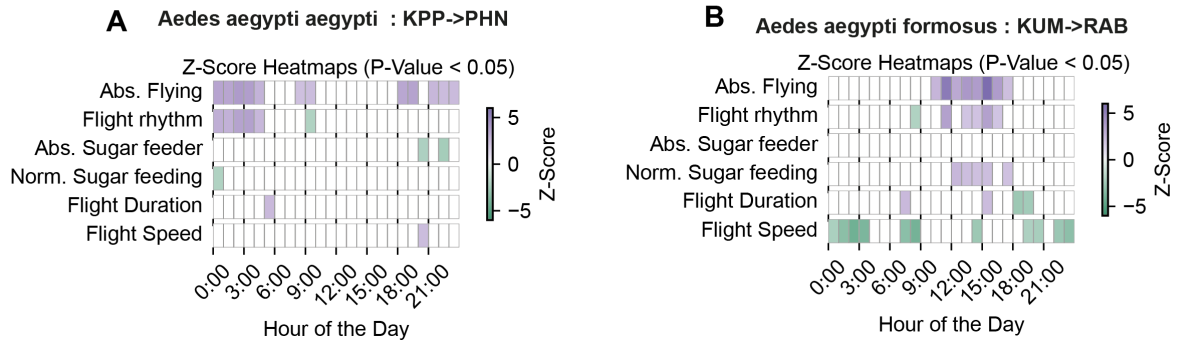 A
Aedes aegypti aegypti : KPP->PHN
Z-Score Heatmaps (P-Value < 0.05)
Abs. Flying
Flight rhythm
Abs. Sugar feeder
Norm. Sugar feeding
Flight Duration
Flight Speed
0:00
3:00
6:00
9:00
12:00
15:00
18:00
21:00
Hour of the Day
5
0
−5
Z-Score
B
Aedes aegypti formosus : KUM->RAB
Z-Score Heatmaps (P-Value < 0.05)
Abs. Flying
Flight rhythm
Abs. Sugar feeder
Norm. Sugar feeding
Flight Duration
Flight Speed
0:00
3:00
6:00
9:00
12:00
15:00
18:00
21:00
Hour of the Day
5
0
−5
Z-Score